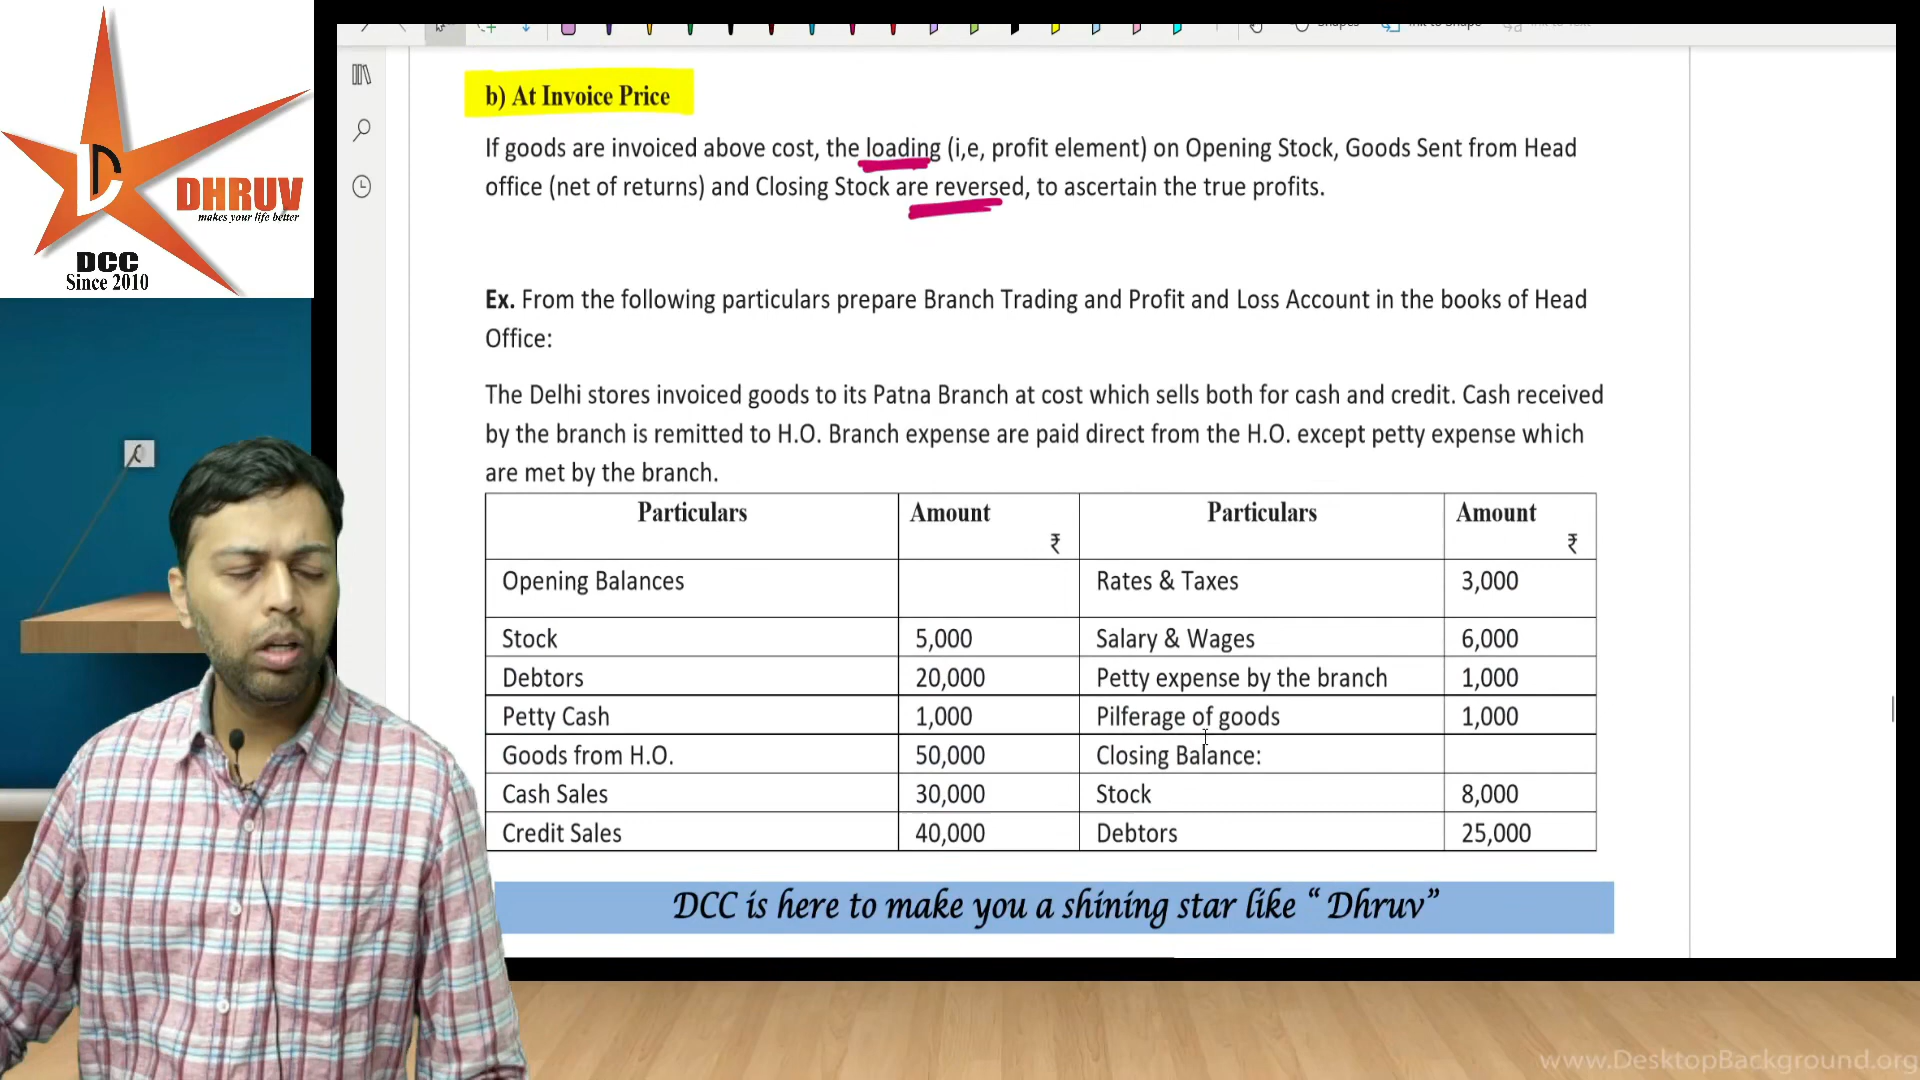 DHRUV
makes your life better
DCC
Since 2010
b) At Invoice Price
If goods are invoiced above cost, the loading (i,e, profit element) on Opening Stock, Goods Sent from Head
office (net of returns) and Closing Stock are reversed, to ascertain the true profits.
Ex. From the following particulars prepare Branch Trading and Profit and Loss Account in the books of Head
Office:
The Delhi stores invoiced goods to its Patna Branch at cost which sells both for cash and credit. Cash received
by the branch is remitted to H.O. Branch expense are paid direct from the H.O. except petty expense which
are met by the branch.
Particulars Amount ₹ Particulars Amount ₹
Opening Balances Rates & Taxes 3,000
Stock 5,000 Salary & Wages 6,000
Debtors 20,000 Petty expense by the branch 1,000
Petty Cash 1,000 Pilferage of goods 1,000
Goods from H.O. 50,000 Closing Balance:
Cash Sales 30,000 Stock 8,000
Credit Sales 40,000 Debtors 25,000
DCC is here to make you a shining star like “ Dhruv”
www.DesktopBackground.org